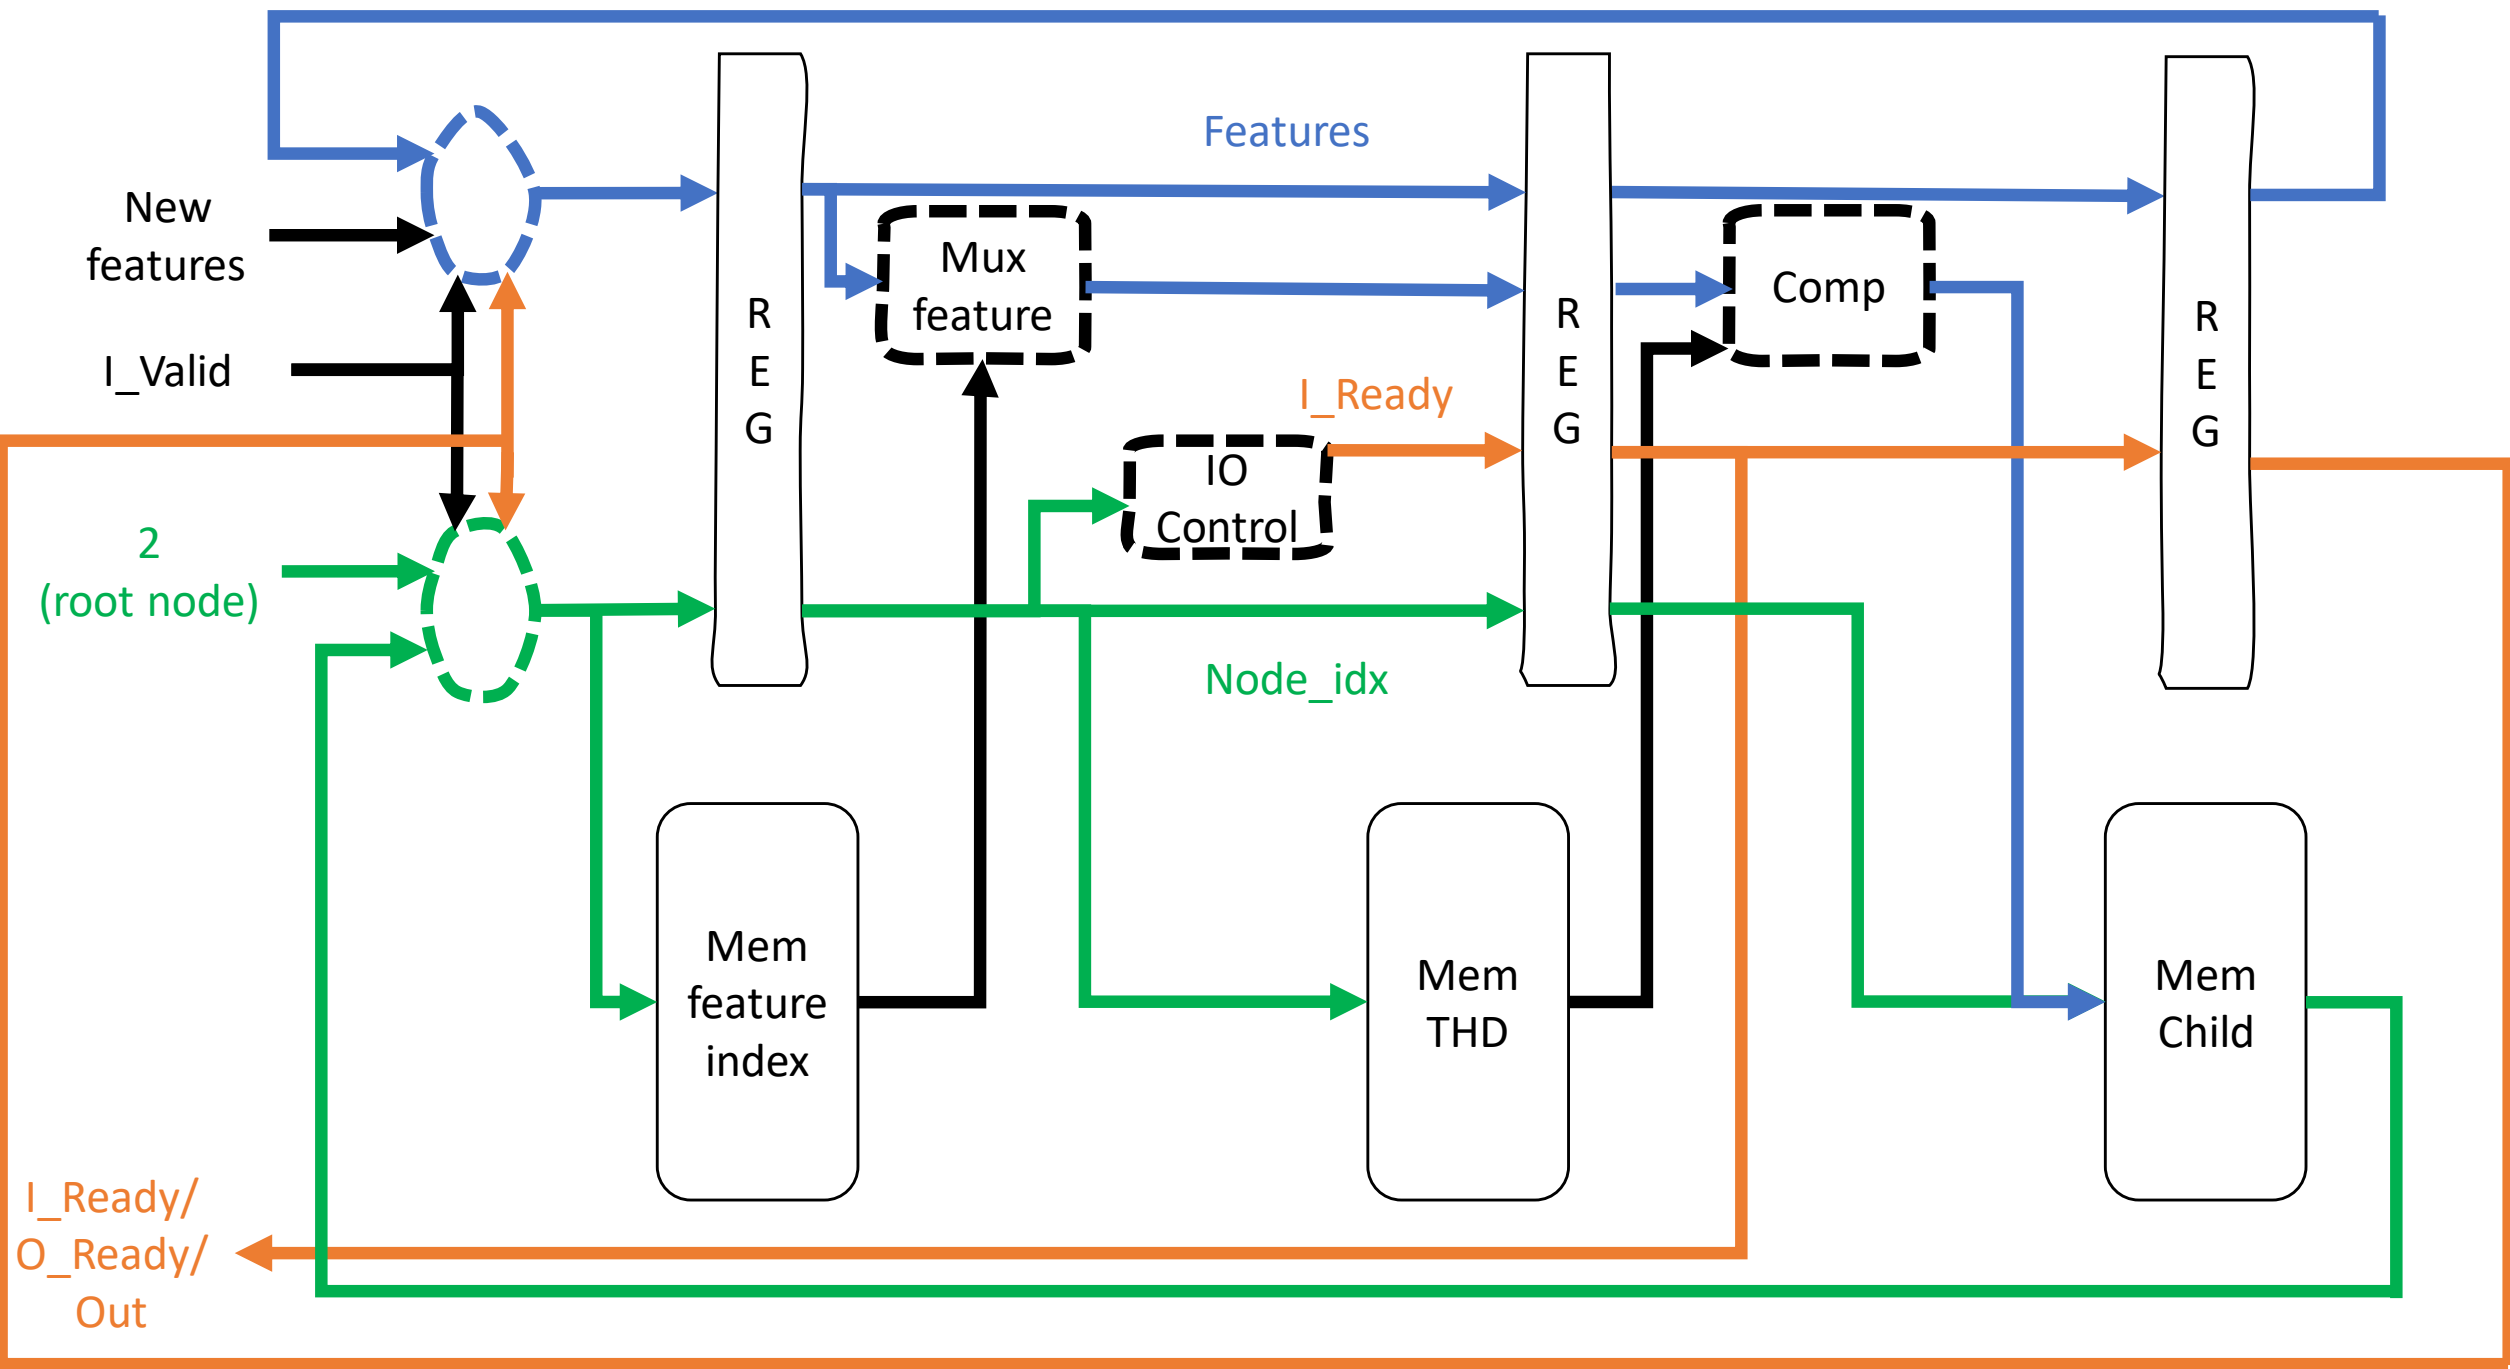 Features
New
features
Mux
feature
Comp
R
E
G
R
E
G
R
E
G
I_Valid
I_Ready
IO
Control
2
(root node)
Node_idx
Mem
feature
index
Mem
THD
Mem
Child
I_Ready/
O_Ready/
Out